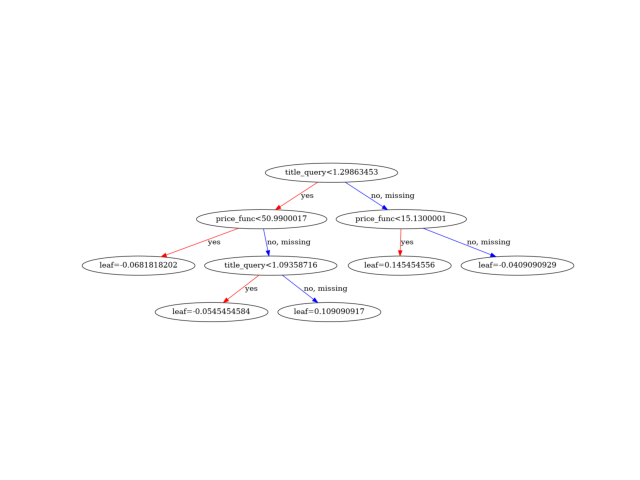 title_query<1.29863453
yes
no, missing
price_func<50.9900017
price_func<15.1300001
yes
no, missing
yes
no, missing
leaf=-0.0681818202
title_query<1.09358716
leaf=0.145454556
leaf=-0.0409090929
yes
no, missing
leaf=-0.0545454584
leaf=0.109090917